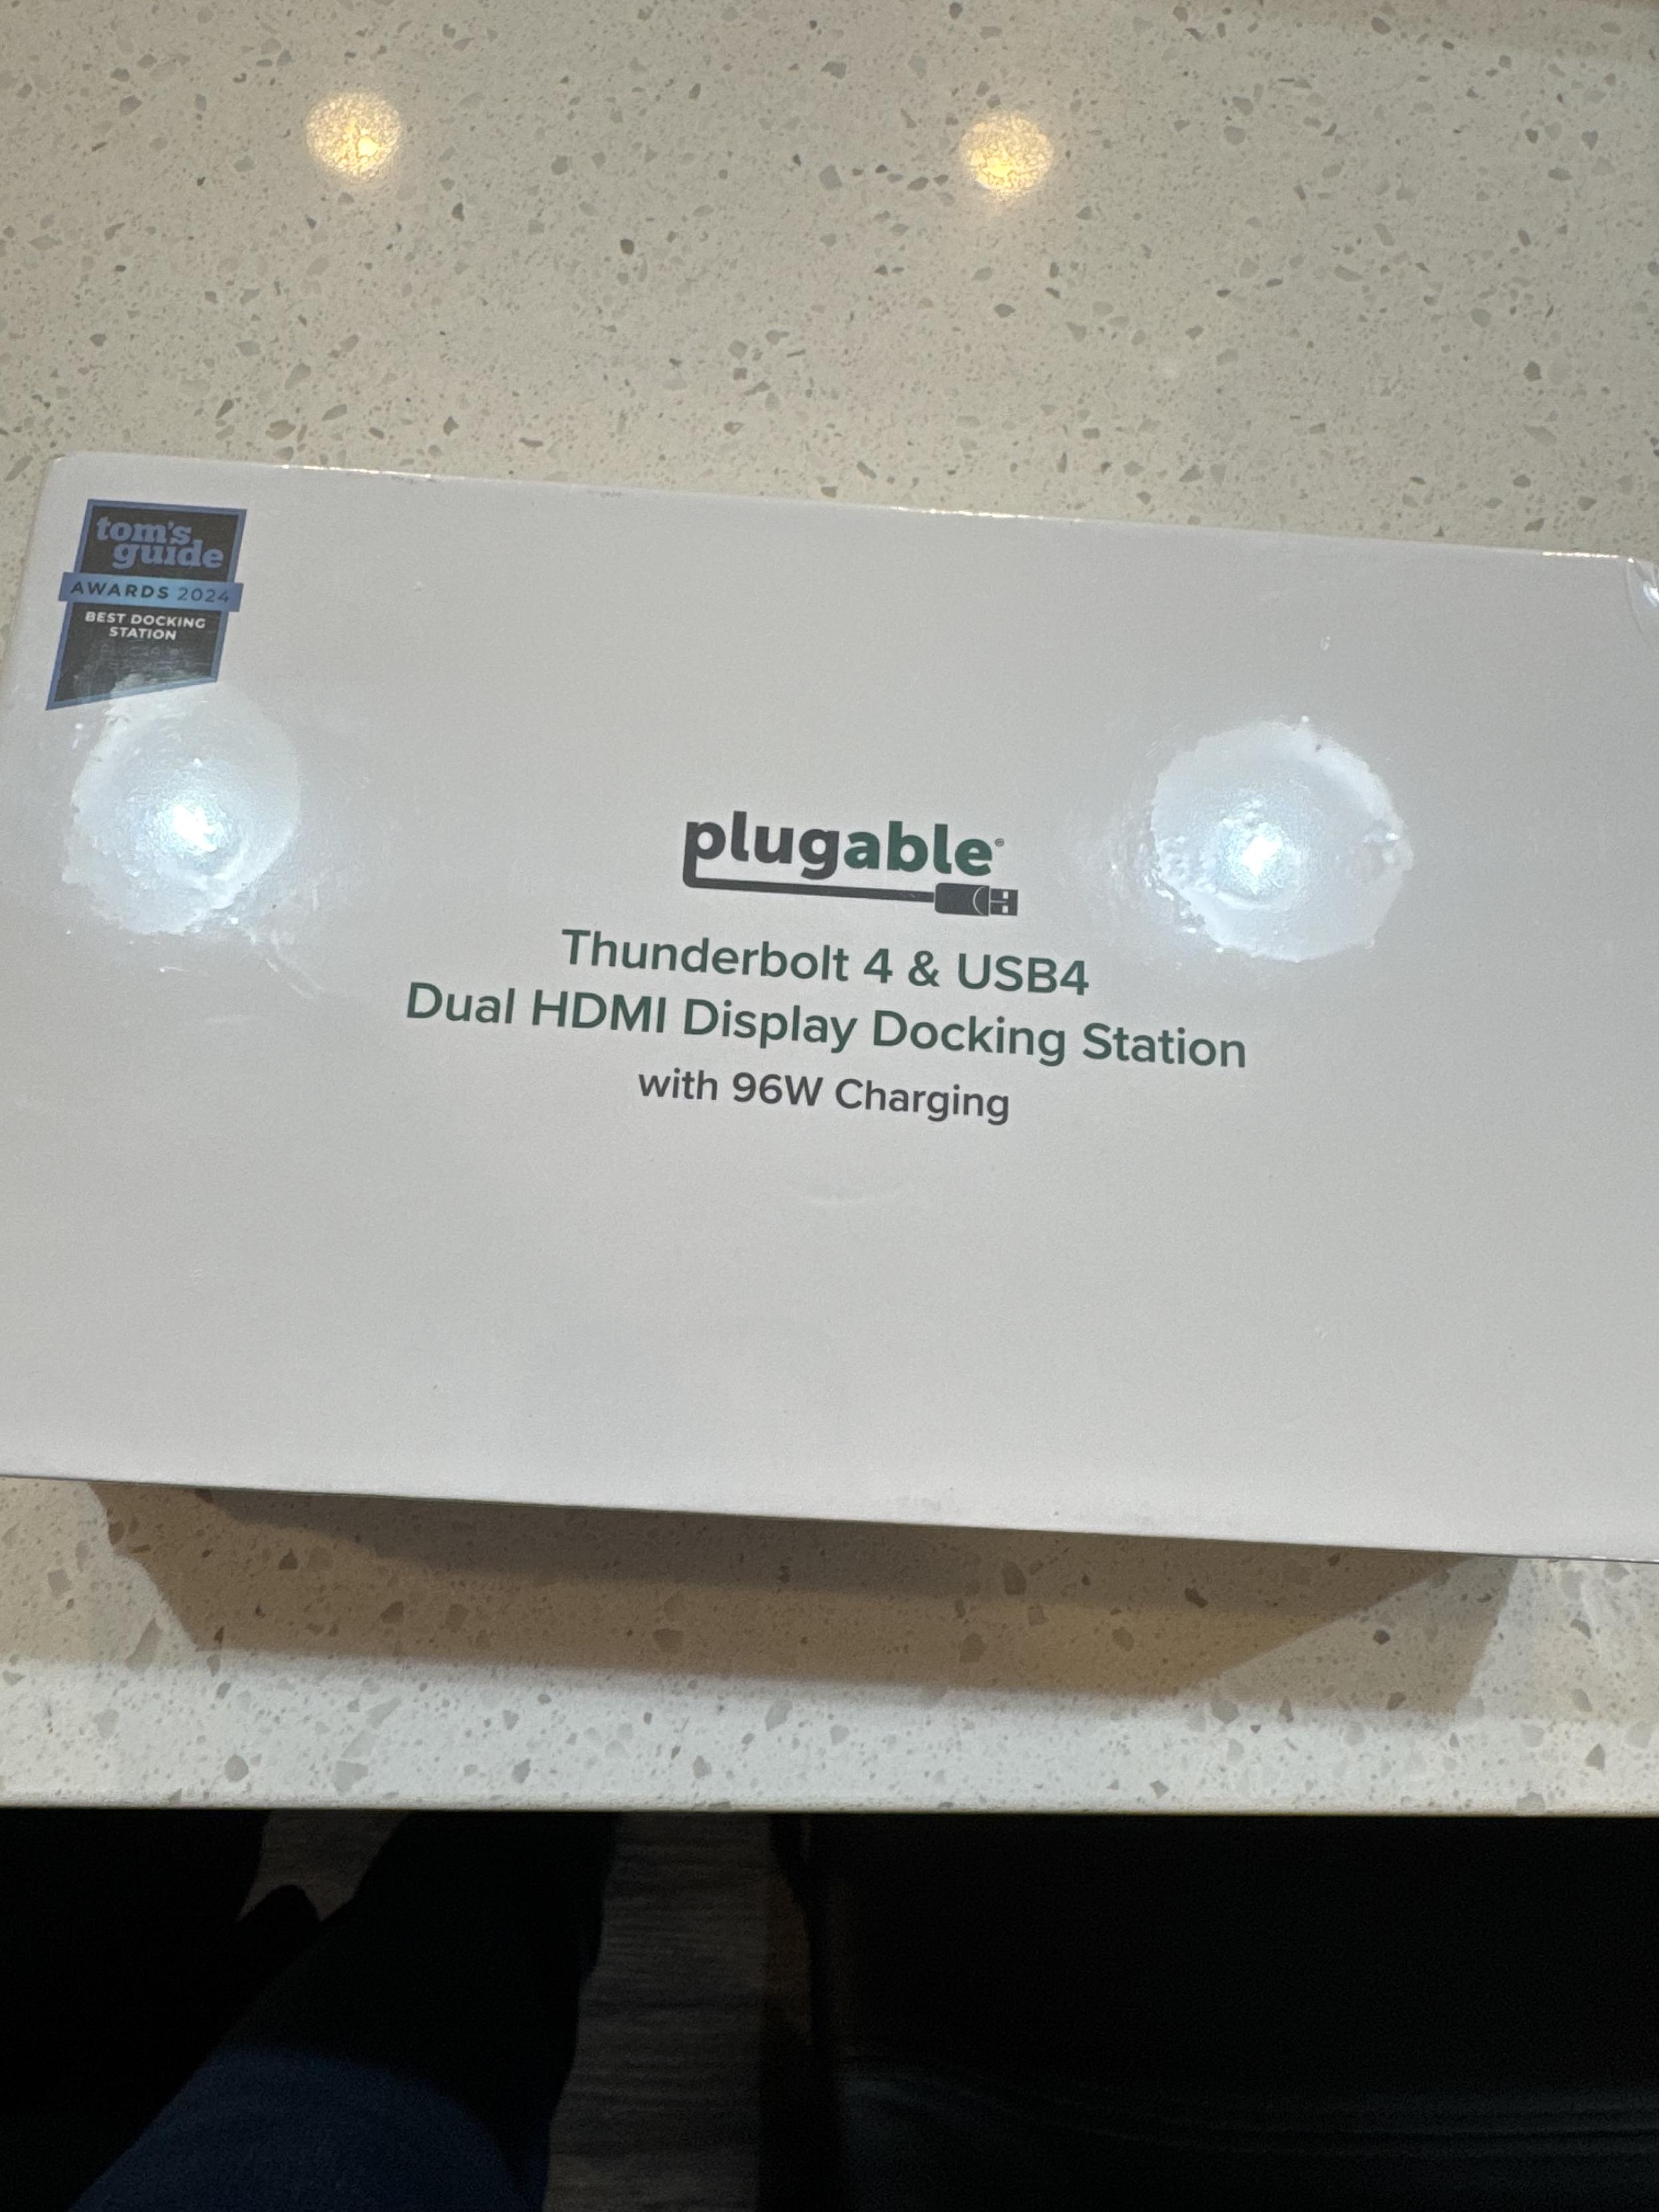 tom's
guide
AWARDS 2024
BEST DOCKING
STATION
plugable®
Thunderbolt 4 & USB4
Dual HDMI Display Docking Station
with 96W Charging